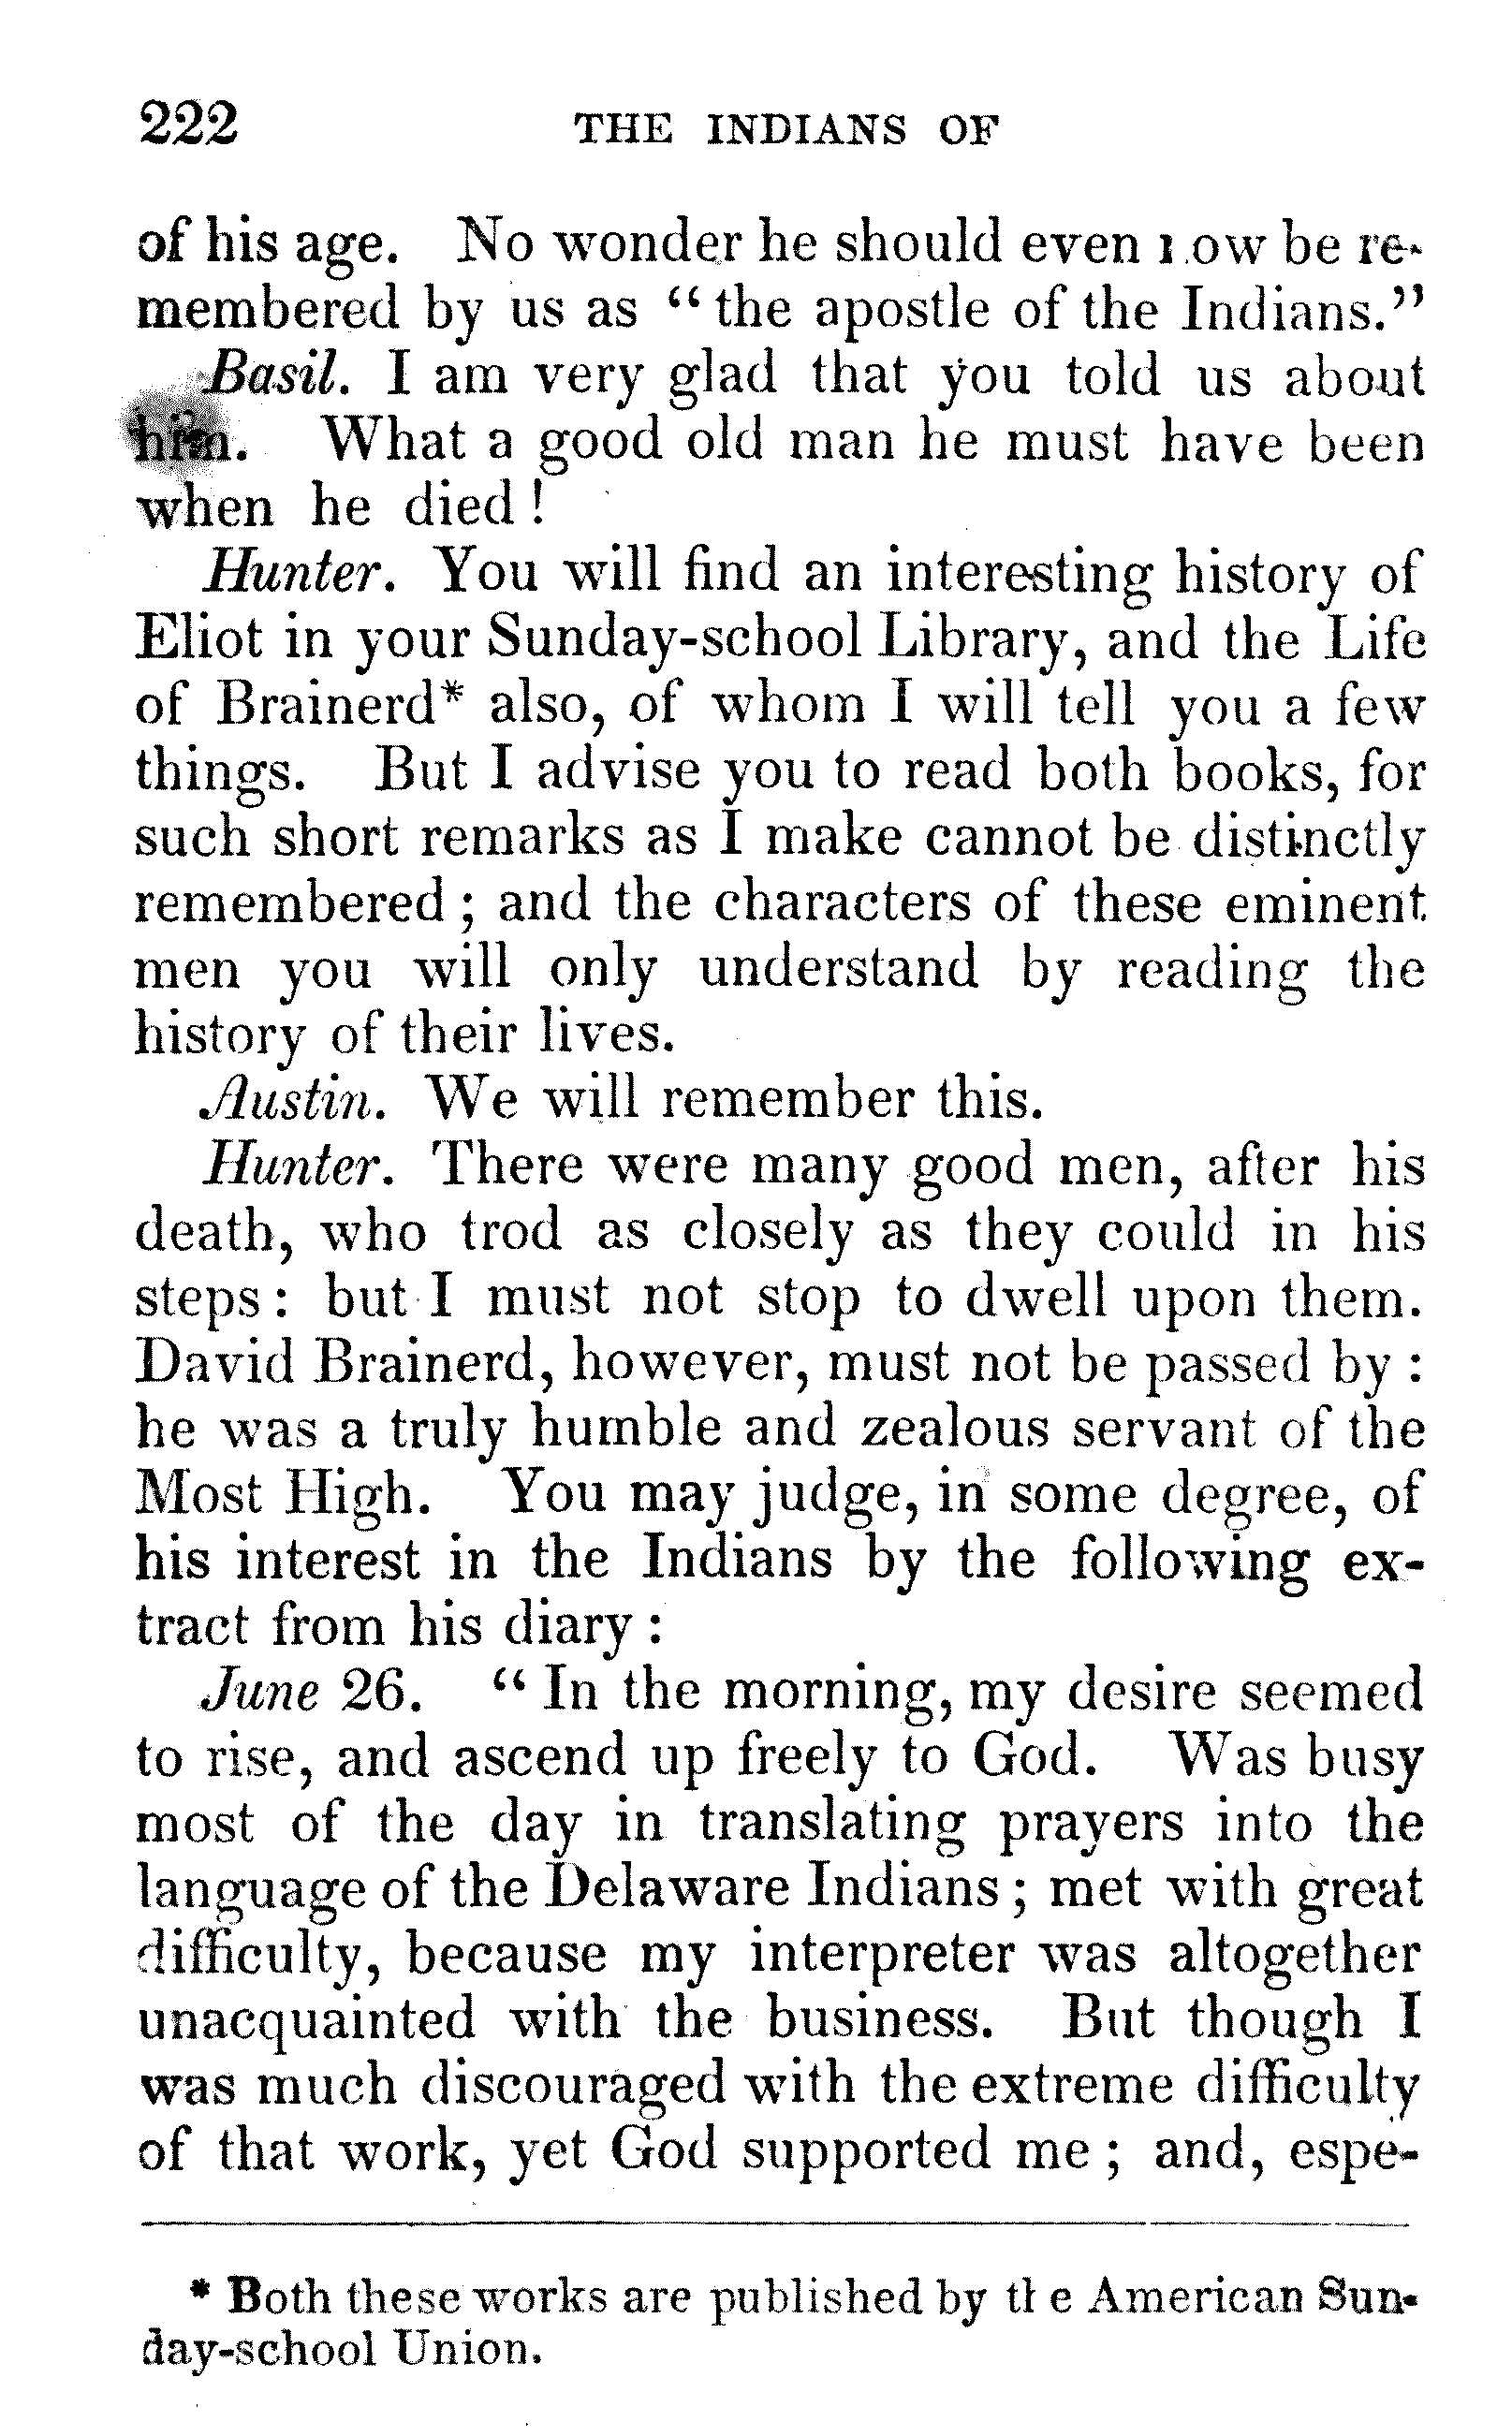 222 THE INDIANS OF
of his age. No wonder he should even now be re-
membered by us as "the apostle of the Indians."
Basil. I am very glad that you told us about
him. What a good old man he must have been
when he died!
Hunter. You will find an interesting history of
Eliot in your Sunday-school Library, and the Life
of Brainerd* also, of whom I will tell you a few
things. But I advise you to read both books, for
such short remarks as I make cannot be distinctly
remembered; and the characters of these eminent
men you will only understand by reading the
history of their lives.
Austin. We will remember this.
Hunter. There were many good men, after his
death, who trod as closely as they could in his
steps: but I must not stop to dwell upon them.
David Brainerd, however, must not be passed by:
he was a truly humble and zealous servant of the
Most High. You may judge, in some degree, of
his interest in the Indians by the following ex-
tract from his diary:
June 26. "In the morning, my desire seemed
to rise, and ascend up freely to God. Was busy
most of the day in translating prayers into the
language of the Delaware Indians; met with great
difficulty, because my interpreter was altogether
unacquainted with the business. But though I
was much discouraged with the extreme difficulty
of that work, yet God supported me; and, espe-
* Both these works are published by the American Sun-
day-school Union.